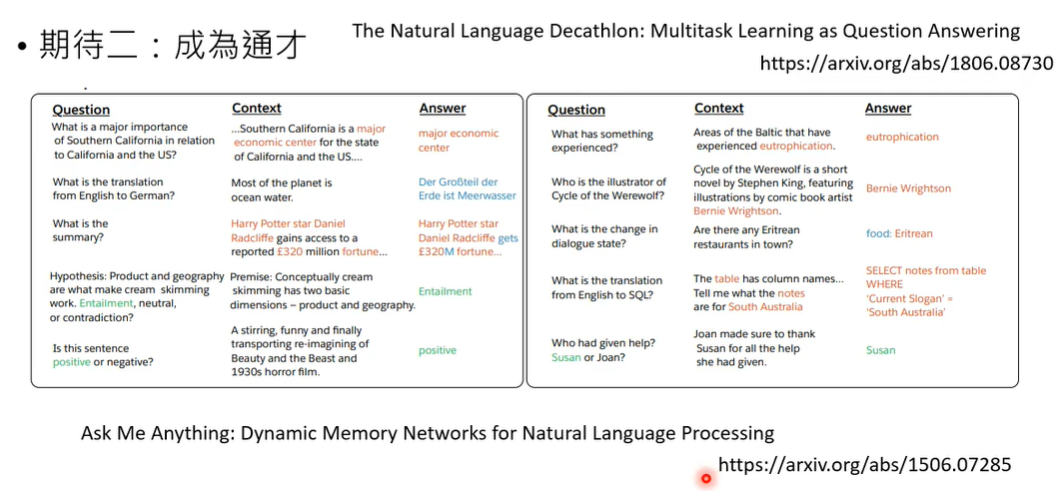 • 期待二：成為通才
The Natural Language Decathlon: Multitask Learning as Question Answering
https://arxiv.org/abs/1806.08730
Question Context Answer
What is a major importance
of Southern California in relation
to California and the US?
...Southern California is a major
economic center for the state
of California and the US....
major economic
center
What is the translation
from English to German?
Most of the planet is
ocean water.
Der Großteil der
Erde ist Meerwasser
What is the
summary?
Harry Potter star Daniel
Radcliffe gains access to a
reported £320 million fortune...
Harry Potter star
Daniel Radcliffe gets
£320M fortune...
Hypothesis: Product and geography
are what make cream skimming
work. Entailment, neutral,
or contradiction?
Premise: Conceptually cream
skimming has two basic
dimensions – product and geography.
Entailment
Is this sentence
positive or negative?
A stirring, funny and finally
transporting re-imagining of
Beauty and the Beast and
1930s horror film.
positive
Question Context Answer
What has something
experienced?
Areas of the Baltic that have
experienced eutrophication.
eutrophication
Who is the illustrator of
Cycle of the Werewolf?
Cycle of the Werewolf is a short
novel by Stephen King, featuring
illustrations by comic book artist
Bernie Wrightson.
Bernie Wrightson
What is the change in
dialogue state?
Are there any Eritrean
restaurants in town?
food: Eritrean
What is the translation
from English to SQL?
The table has column names...
Tell me what the notes
are for South Australia
SELECT notes from table
WHERE
'Current Slogan' =
'South Australia'
Who had given help?
Susan or Joan?
Joan made sure to thank
Susan for all the help
she had given.
Susan
Ask Me Anything: Dynamic Memory Networks for Natural Language Processing
https://arxiv.org/abs/1506.07285